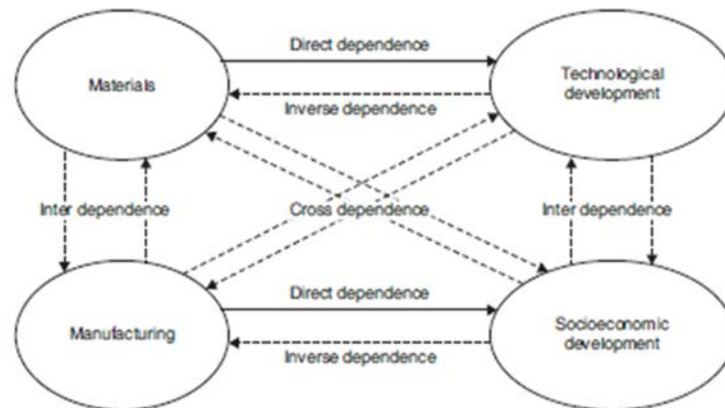 Direct dependence
Materials
Technological
development
Inverse dependence
Inter dependence
Cross dependence
Inter dependence
Direct dependence
Manufacturing
Socioeconomic
development
Inverse dependence